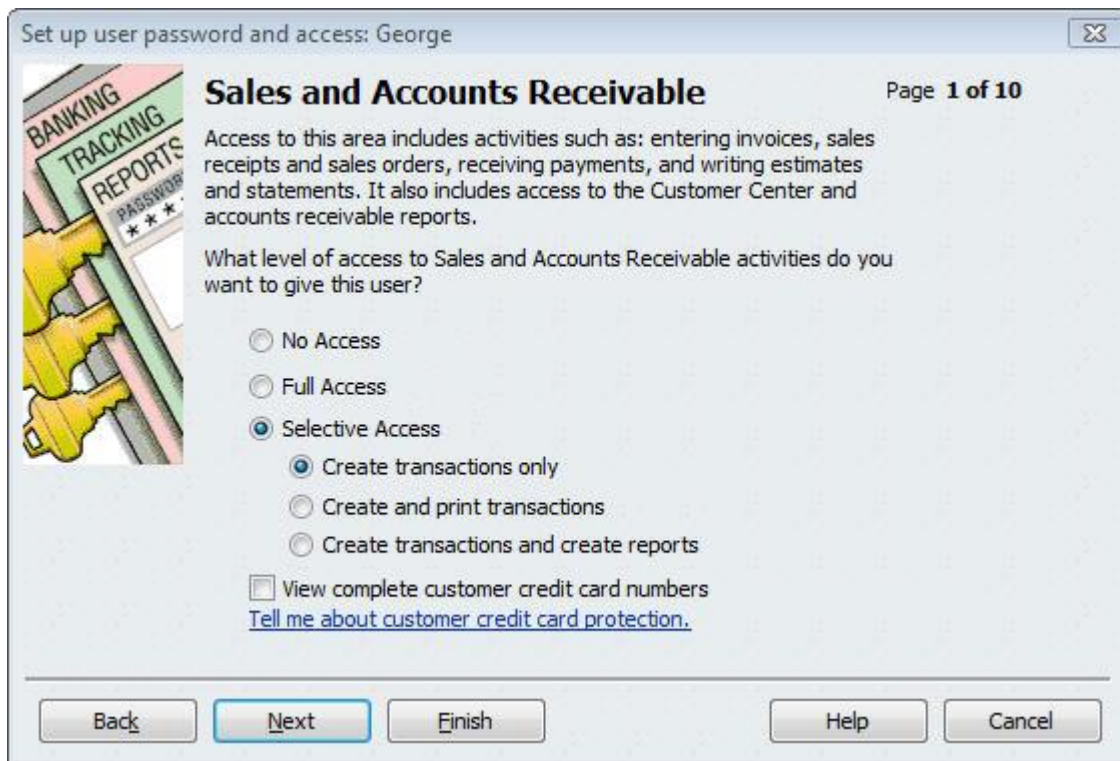 Set up user password and access: George
BANKING
TRACKING
REPORTS
Sales and Accounts Receivable
Page 1 of 10
Access to this area includes activities such as: entering invoices, sales
receipts and sales orders, receiving payments, and writing estimates
and statements. It also includes access to the Customer Center and
accounts receivable reports.
What level of access to Sales and Accounts Receivable activities do you
want to give this user?
No Access
Full Access
Selective Access
Create transactions only
Create and print transactions
Create transactions and create reports
View complete customer credit card numbers
Tell me about customer credit card protection.
Back
Next
Finish
Help
Cancel